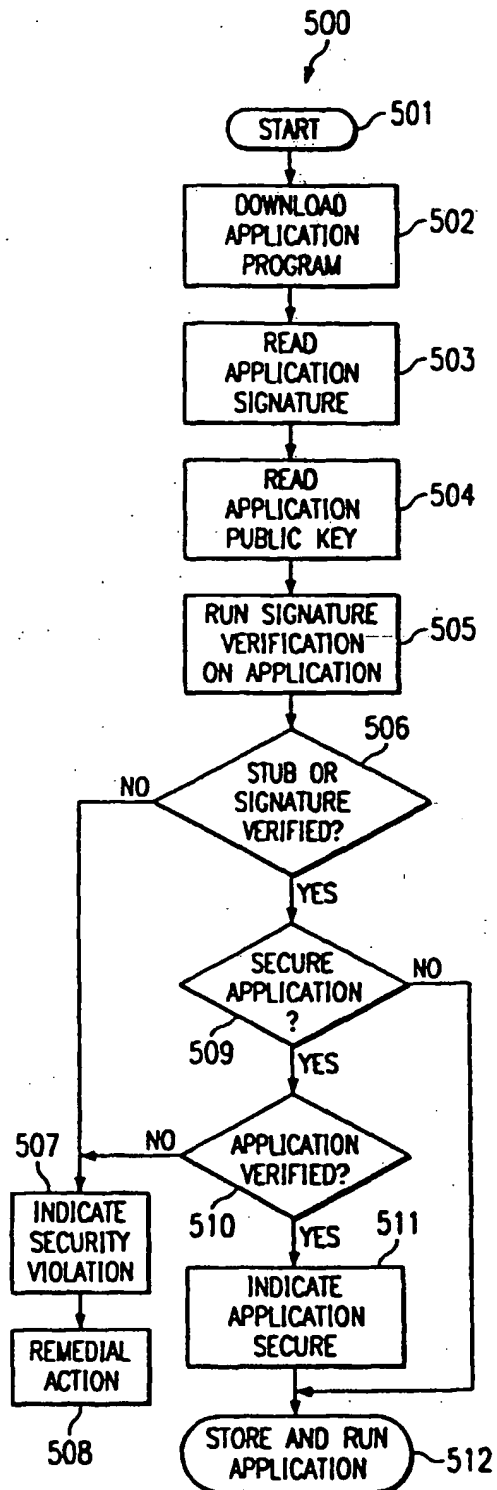 500
START
501
DOWNLOAD
APPLICATION
PROGRAM
502
READ
APPLICATION
SIGNATURE
503
READ
APPLICATION
PUBLIC KEY
504
RUN SIGNATURE
VERIFICATION
ON APPLICATION
505
506
STUB OR
SIGNATURE
VERIFIED?
NO
YES
SECURE
APPLICATION
?
NO
509
YES
507
NO
APPLICATION
VERIFIED?
510
YES
511
INDICATE
SECURITY
VIOLATION
INDICATE
APPLICATION
SECURE
REMEDIAL
ACTION
508
STORE AND RUN
APPLICATION
512